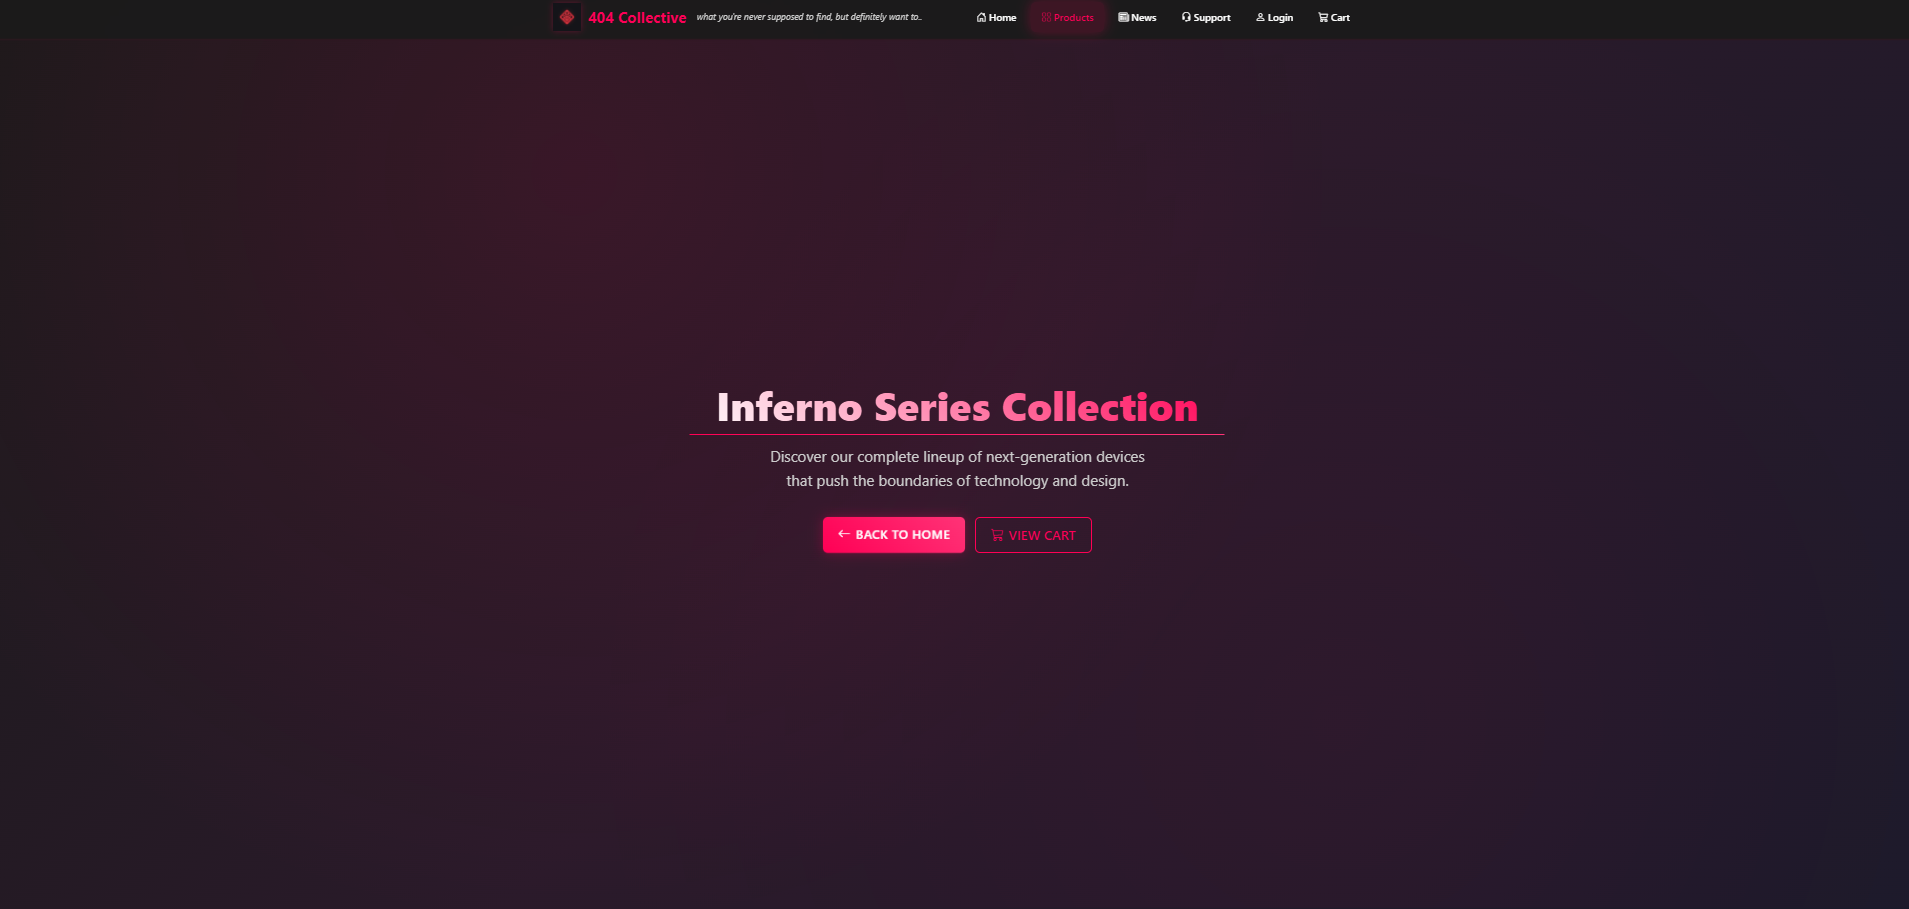 404 Collective what you're never supposed to find, but definitely want to.. Home Products News Support Login Cart
Inferno Series Collection
Discover our complete lineup of next-generation devices
that push the boundaries of technology and design.
BACK TO HOME VIEW CART